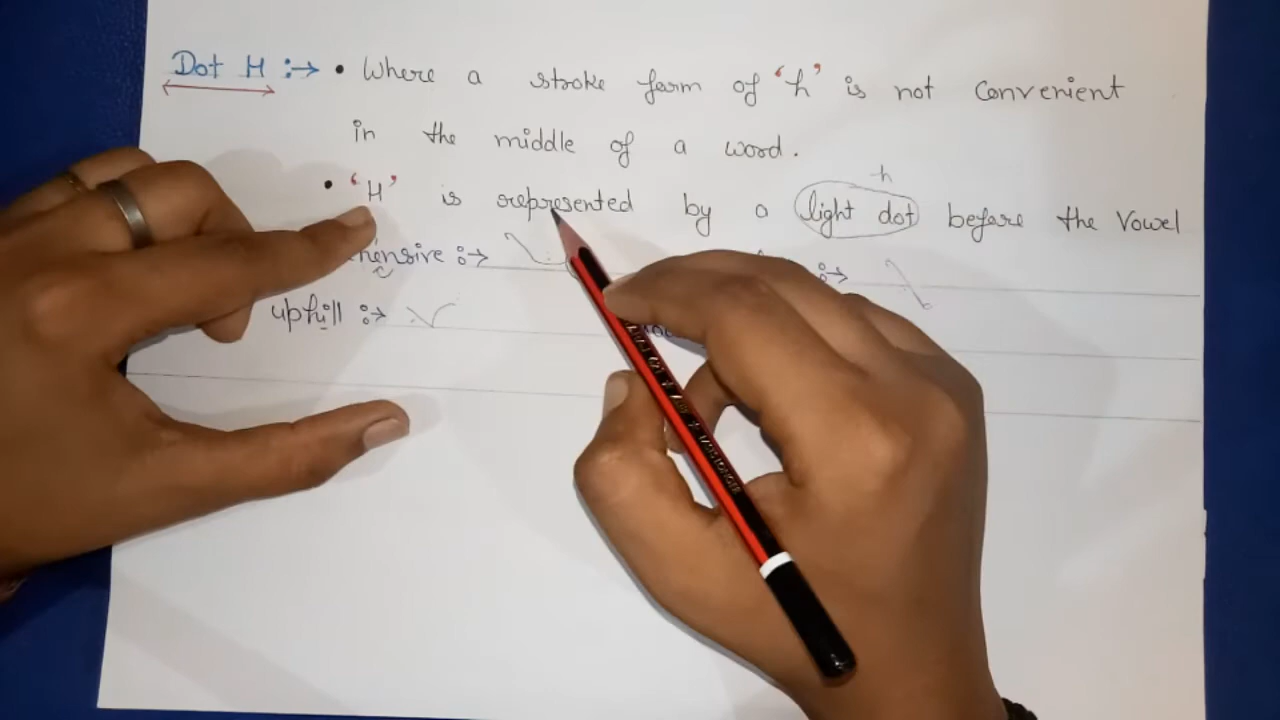 Dot H :→ • Where a stroke form of 'h' is not convenient
in the middle of a word.
h
• 'H' is represented by a light dot before the Vowel
hensive :→ :→
uphill :→